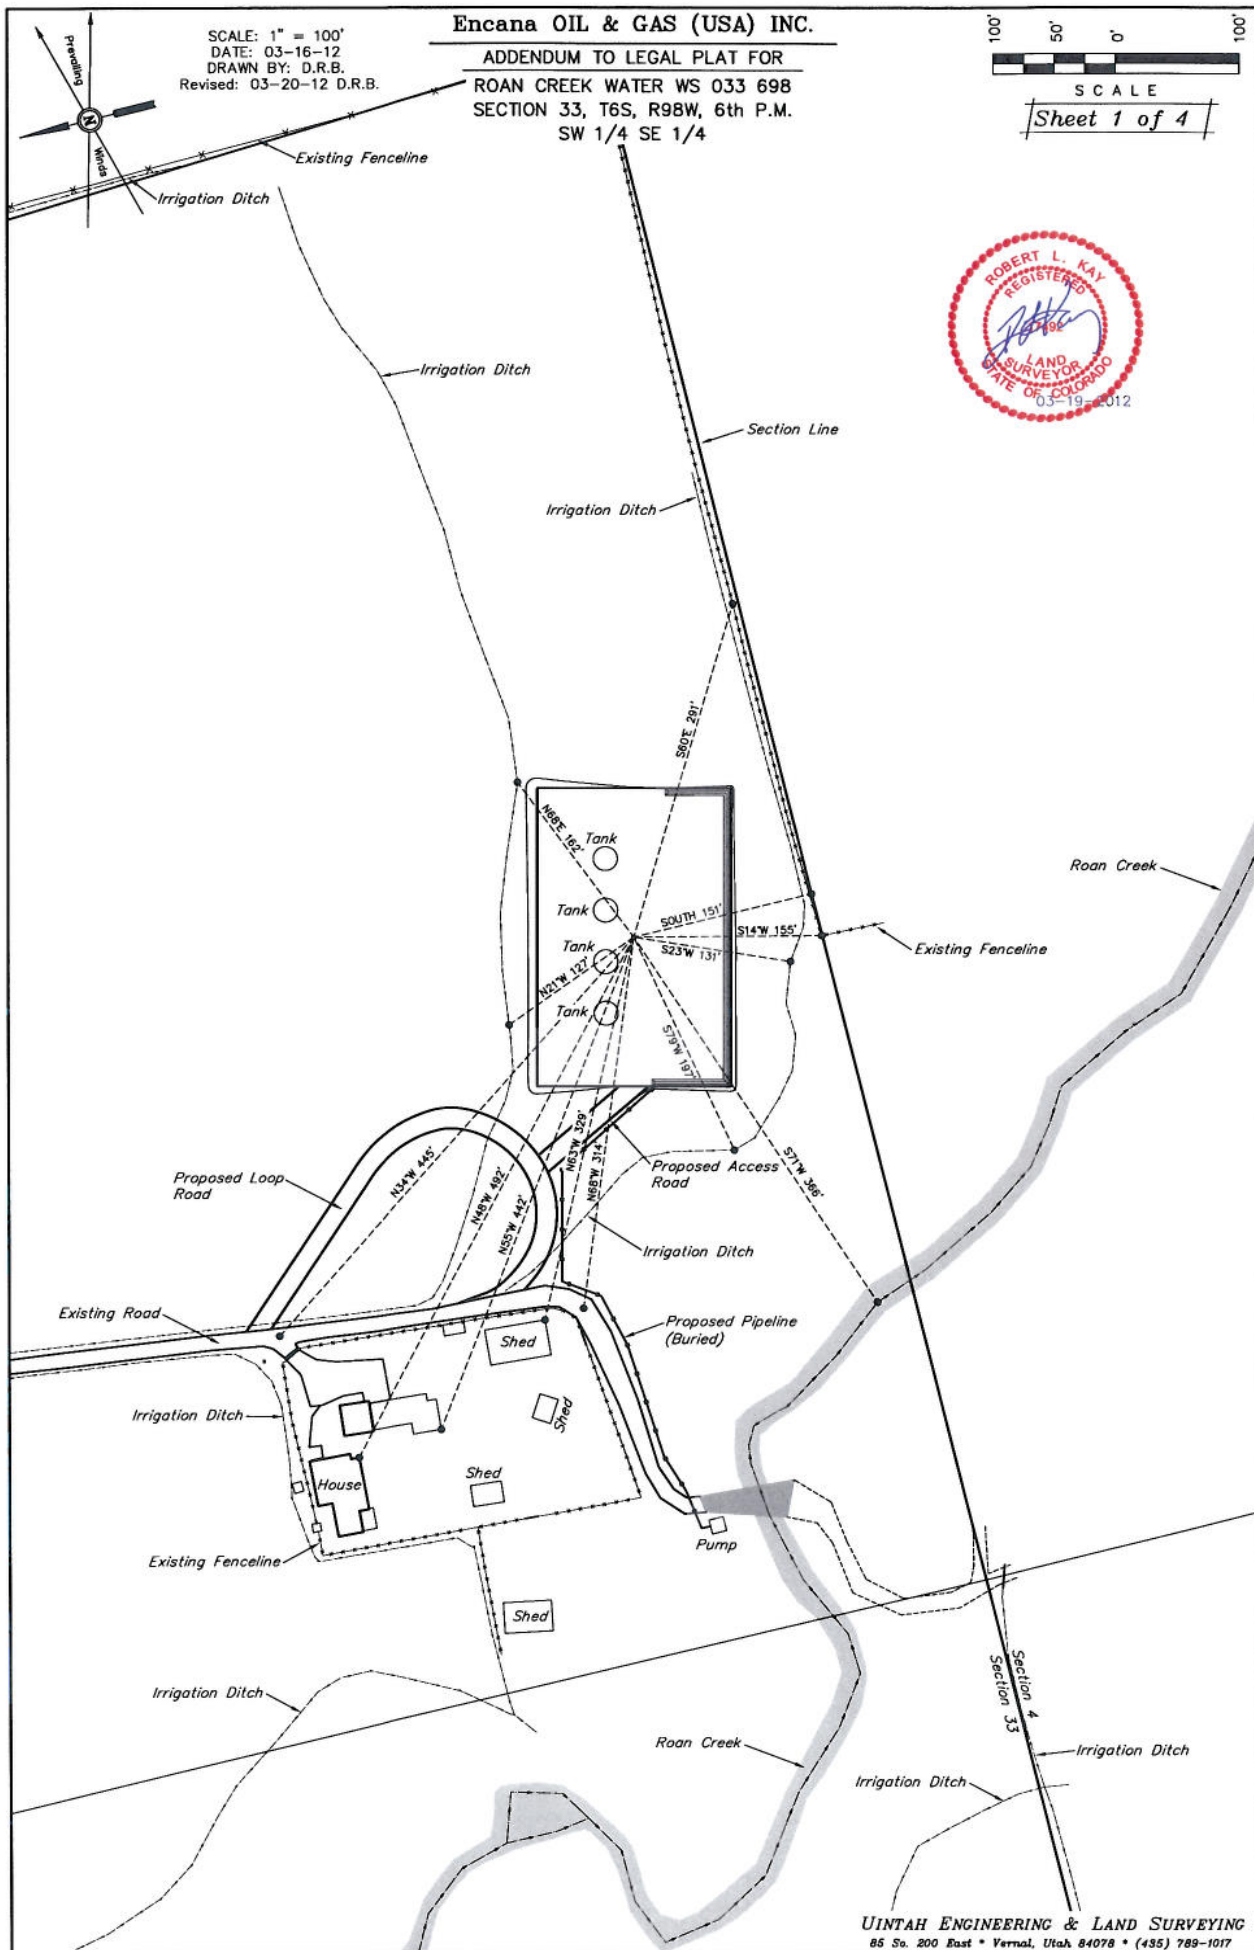 SCALE: 1" = 100'
DATE: 03-16-12
DRAWN BY: D.R.B.
Revised: 03-20-12 D.R.B.
Encana OIL & GAS (USA) INC.
ADDENDUM TO LEGAL PLAT FOR
ROAN CREEK WATER WS 033 698
SECTION 33, T6S, R98W, 6th P.M.
SW 1/4 SE 1/4
100'
50'
0'
100'
SCALE
Sheet 1 of 4
Prevailing
N
Winds
Existing Fenceline
Irrigation Ditch
ROBERT L. KAY
REGISTERED
LAND
SURVEYOR
STATE OF COLORADO
03-19-2012
Irrigation Ditch
Section Line
Irrigation Ditch
S60°E 291'
N68°E 162'
Tank
Tank
Tank
Tank
SOUTH 151'
S14°W 155'
S23°W 131'
N21°W 127'
S79°W 197'
Existing Fenceline
Roan Creek
N34°W 445'
N48°W 492'
N55°W 442'
N63°W 329'
N68°W 314'
S71°W 366'
Proposed Loop
Road
Proposed Access
Road
Irrigation Ditch
Existing Road
Proposed Pipeline
(Buried)
Shed
Irrigation Ditch
Shed
House
Shed
Existing Fenceline
Pump
Shed
Section 4
Section 33
Irrigation Ditch
Roan Creek
Irrigation Ditch
Irrigation Ditch
UINTAH ENGINEERING & LAND SURVEYING
85 So. 200 East * Vernal, Utah 84078 * (435) 789-1017